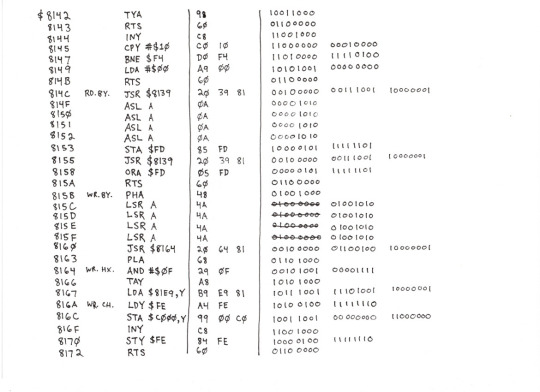 $8142 TYA 98 10011000
8143 RTS 6Ø 01100000
8144 INY C8 11001000
8145 CPY #$1Ø CØ 1Ø 11000000 00010000
8147 BNE $F4 DØ F4 11010000 11110100
8149 LDA #$ØØ A9 ØØ 10101001 00000000
814B RTS 6Ø 01100000
814C RD.BY. JSR $8139 2Ø 39 81 00100000 00111001 10000001
814F ASL A ØA 00001010
815Ø ASL A ØA 00001010
8151 ASL A ØA 00001010
8152 ASL A ØA 00001010
8153 STA $FD 85 FD 10000101 11111101
8155 JSR $8139 2Ø 39 81 00100000 00111001 10000001
8158 ORA $FD Ø5 FD 00000101 11111101
815A RTS 6Ø 01100000
815B WR.BY. PHA 48 01001000
815C LSR A 4A 01001010
815D LSR A 4A 01001010
815E LSR A 4A 01001010
815F LSR A 4A 01001010
816Ø JSR $8164 2Ø 64 81 00100000 01100100 10000001
8163 PLA 68 01101000
8164 WR.HX. AND #$ØF 29 ØF 00101001 00001111
8166 TAY A8 10101000
8167 LDA $81E9,Y B9 E9 81 10111001 11101001 10000001
816A WR.CH. LDY $FE A4 FE 10100100 11111110
816C STA $CØØØ,Y 99 ØØ CØ 10011001 00000000 11000000
816F INY C8 11001000
817Ø STY $FE 84 FE 10000100 11111110
8172 RTS 6Ø 01100000